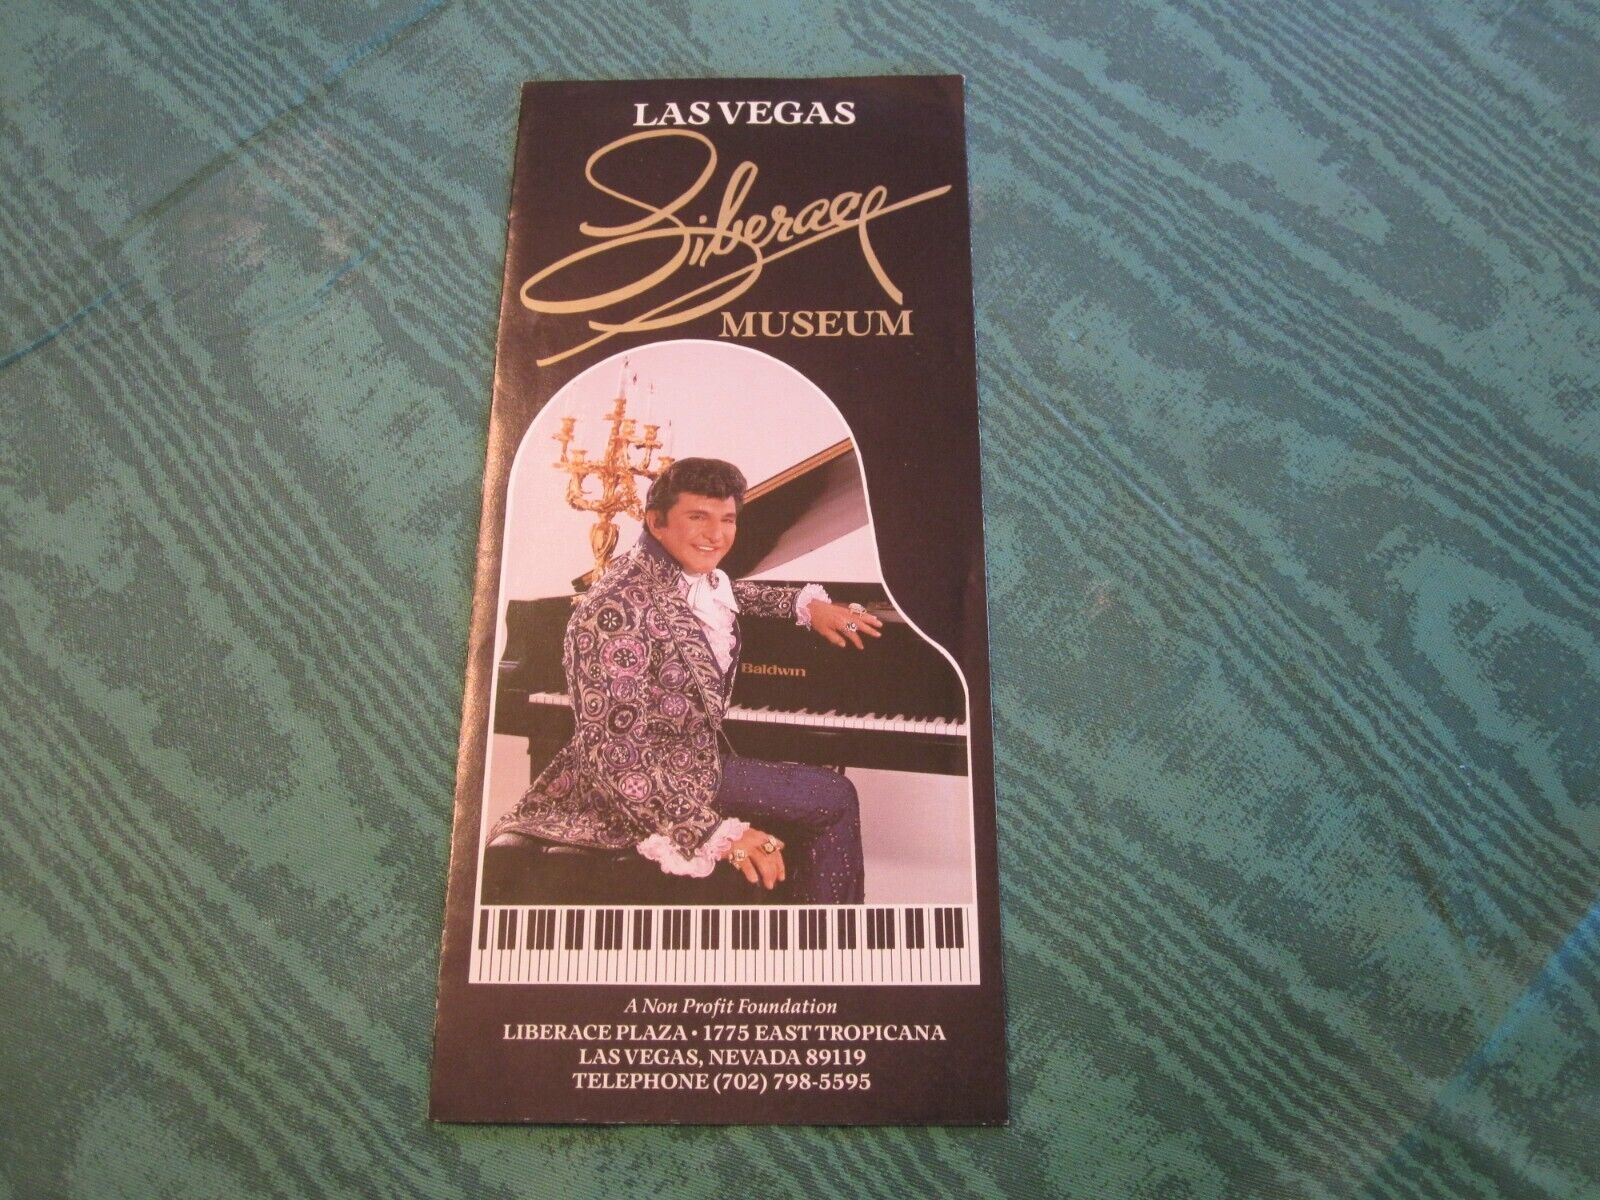 LAS VEGAS
Liberace
MUSEUM
Baldwin
A Non Profit Foundation
LIBERACE PLAZA • 1775 EAST TROPICANA
LAS VEGAS, NEVADA 89119
TELEPHONE (702) 798-5595